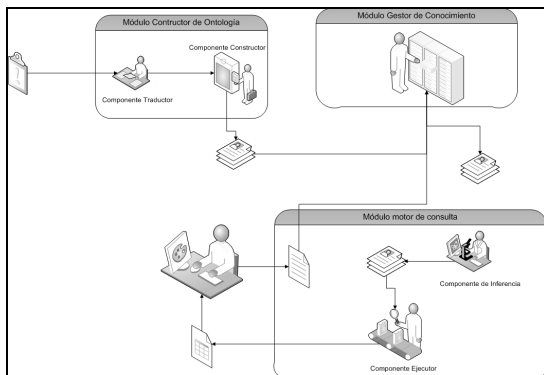 Módulo Contructor de Ontología
Módulo Gestor de Conocimiento
Componente Constructor
Componente Traductor
Módulo motor de consulta
Componente de Inferencia
Componente Ejecutor